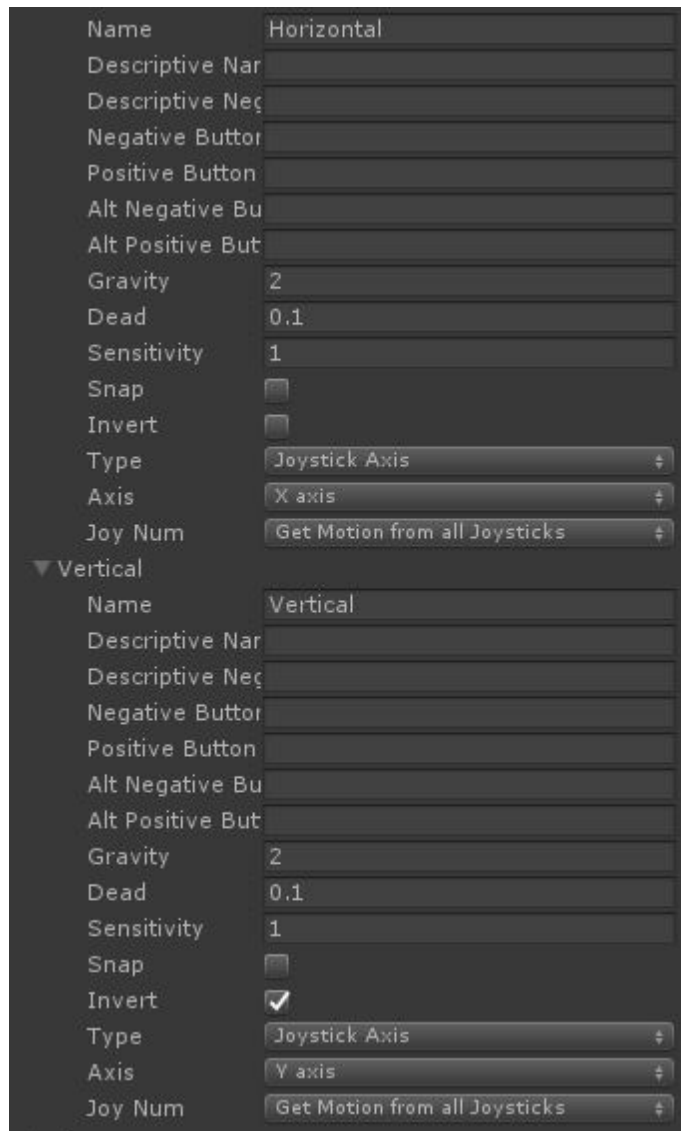 Name Horizontal
Descriptive Nar
Descriptive Neg
Negative Buttor
Positive Button
Alt Negative Bu
Alt Positive But
Gravity 2
Dead 0.1
Sensitivity 1
Snap
Invert
Type Joystick Axis
Axis X axis
Joy Num Get Motion from all Joysticks
Vertical
Name Vertical
Descriptive Nar
Descriptive Neg
Negative Buttor
Positive Button
Alt Negative Bu
Alt Positive But
Gravity 2
Dead 0.1
Sensitivity 1
Snap
Invert
Type Joystick Axis
Axis Y axis
Joy Num Get Motion from all Joysticks